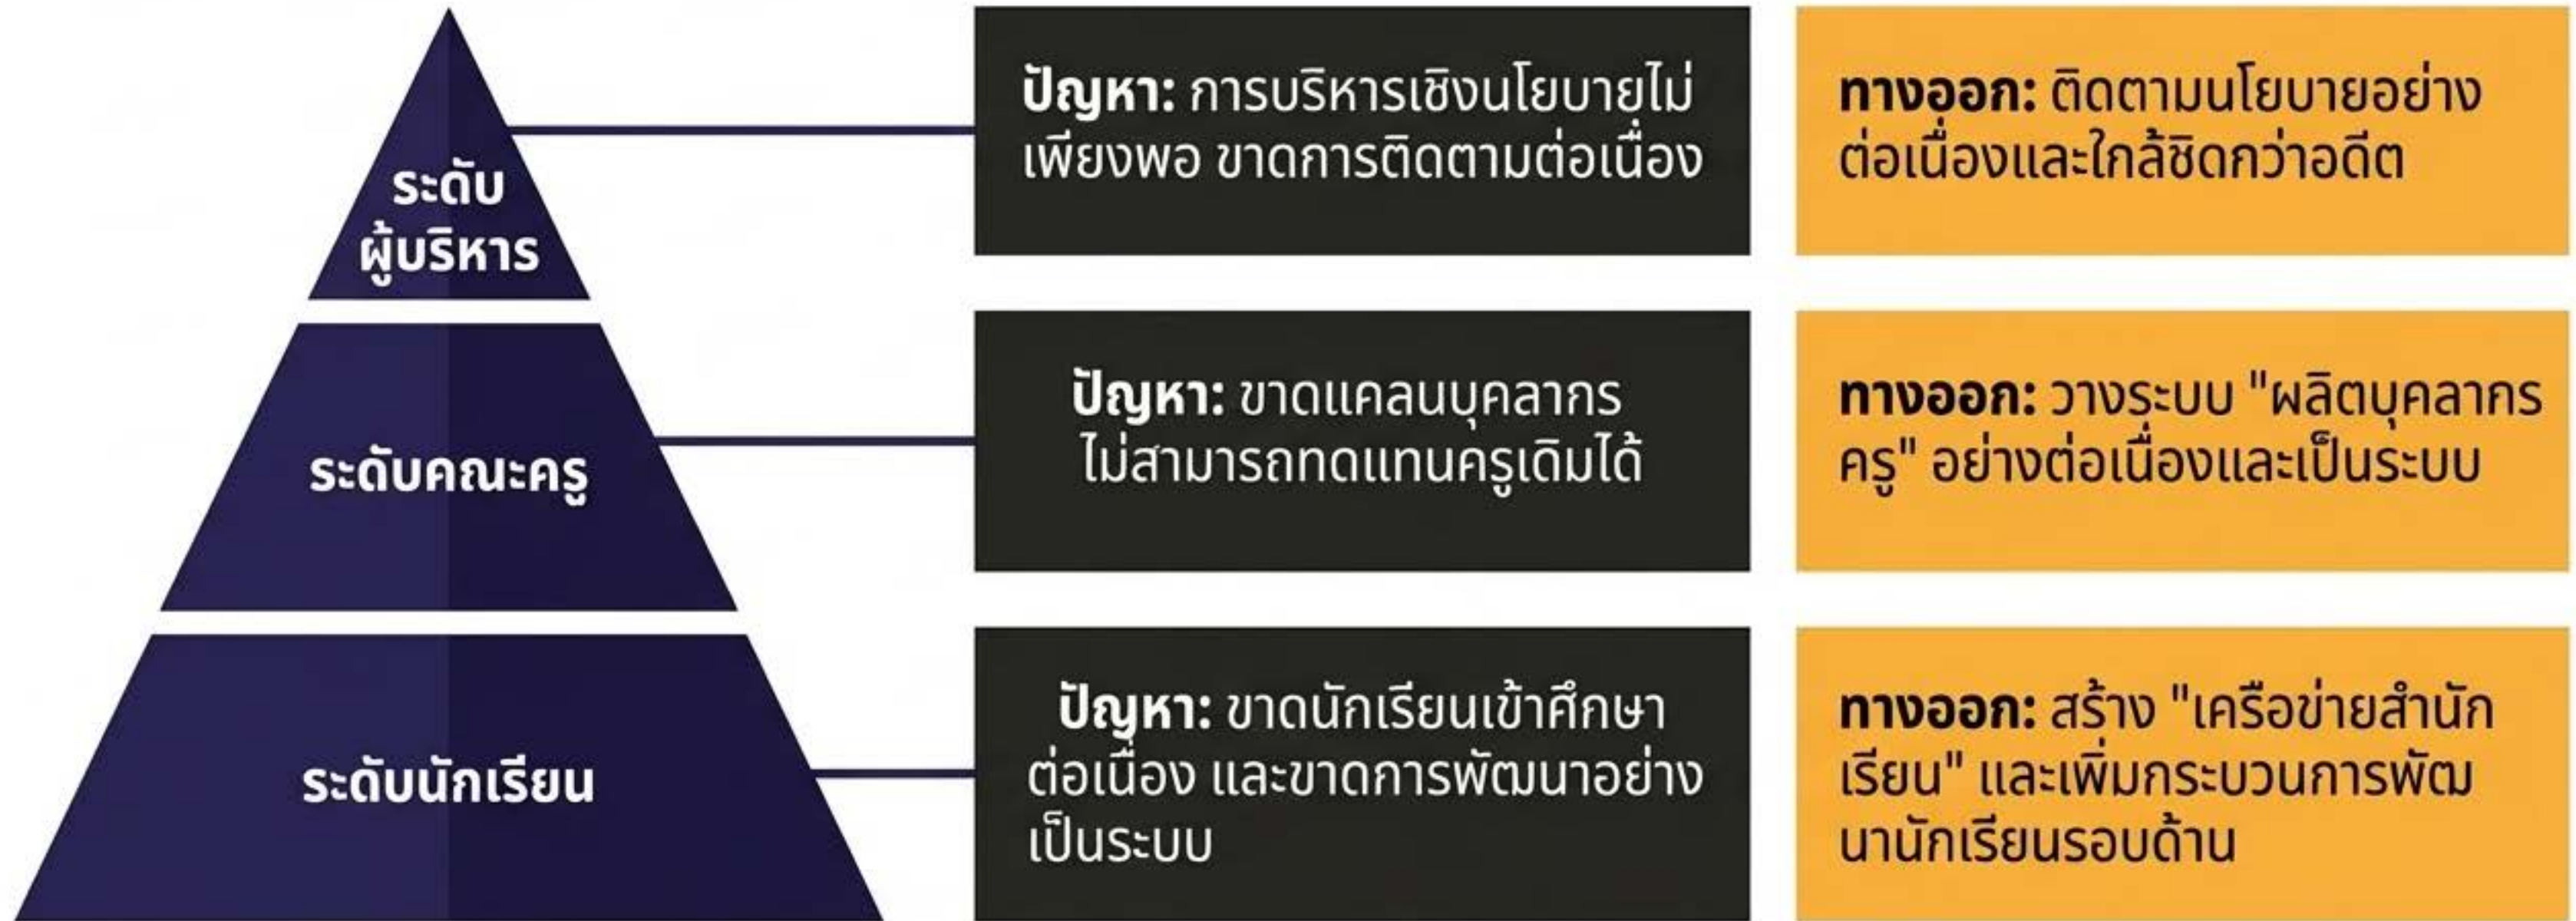 ระดับ
ผู้บริหาร
ปัญหา: การบริหารเชิงนโยบายไม่
เพียงพอ ขาดการติดตามต่อเนื่อง
ทางออก: ติดตามนโยบายอย่าง
ต่อเนื่องและใกล้ชิดกว่าอดีต
ระดับคณะครู
ปัญหา: ขาดแคลนบุคลากร
ไม่สามารถทดแทนครูเดิมได้
ทางออก: วางระบบ "ผลิตบุคลากร
ครู" อย่างต่อเนื่องและเป็นระบบ
ระดับนักเรียน
ปัญหา: ขาดนักเรียนเข้าศึกษา
ต่อเนื่อง และขาดการพัฒนาอย่าง
เป็นระบบ
ทางออก: สร้าง "เครือข่ายสำนัก
เรียน" และเพิ่มกระบวนการพัฒ
นานักเรียนรอบด้าน